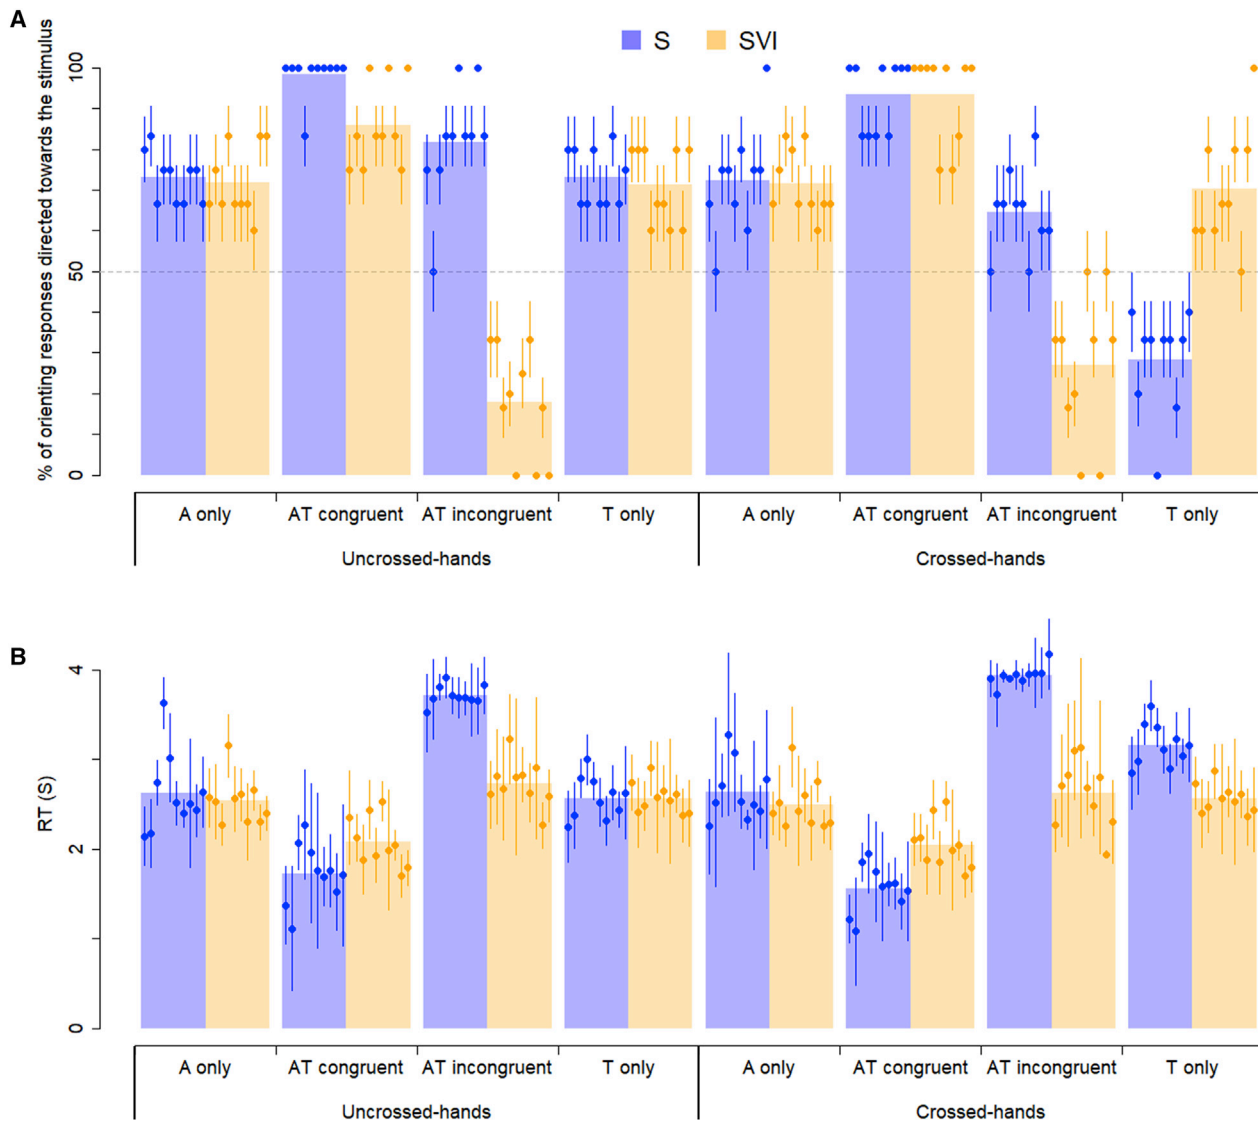 A
S SVI
% of orienting responses directed towards the stimulus
100
50
0
A only AT congruent AT incongruent T only A only AT congruent AT incongruent T only
Uncrossed-hands Crossed-hands
B
RT (S)
4
2
0
A only AT congruent AT incongruent T only A only AT congruent AT incongruent T only
Uncrossed-hands Crossed-hands